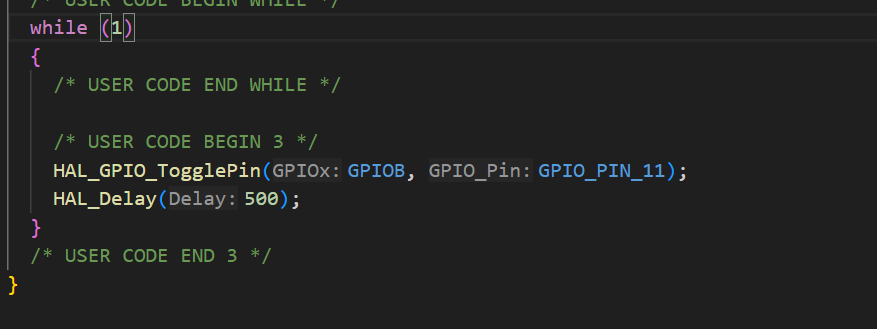 /* USER CODE BEGIN WHILE */
while (1)
{
/* USER CODE END WHILE */
/* USER CODE BEGIN 3 */
HAL_GPIO_TogglePin(GPIOx: GPIOB, GPIO_Pin: GPIO_PIN_11);
HAL_Delay(Delay: 500);
}
/* USER CODE END 3 */
}